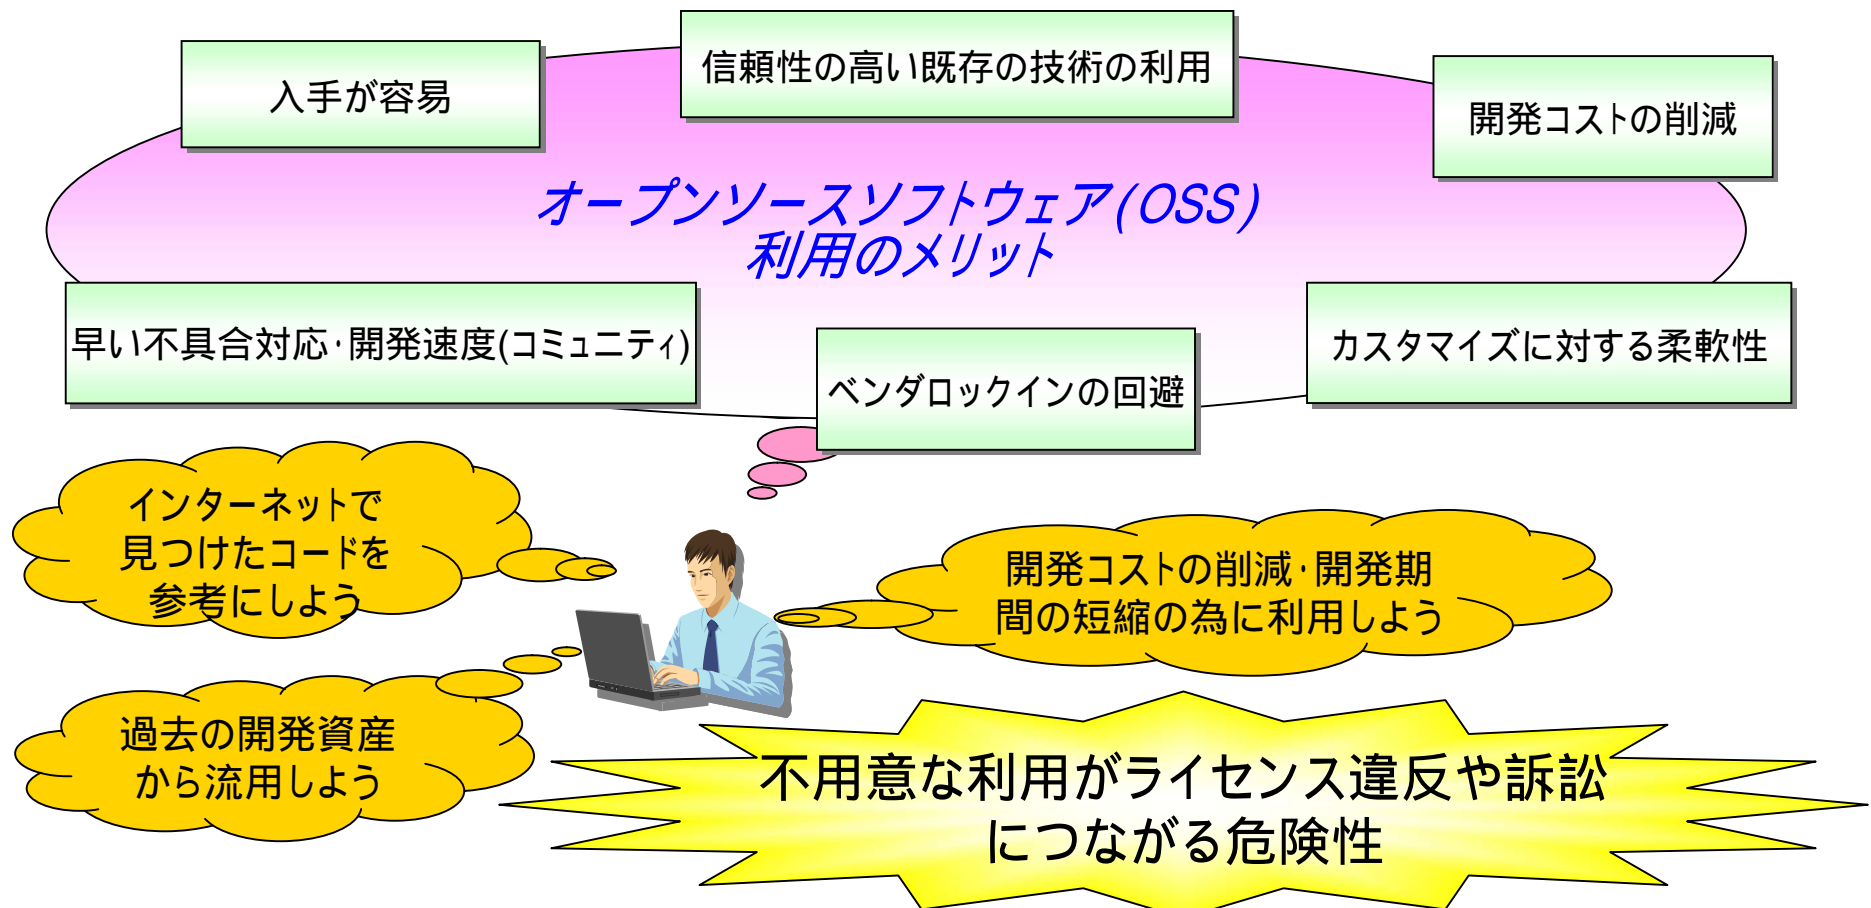 入手が容易
信頼性の高い既存の技術の利用
開発コストの削減
オープンソースソフトウェア(OSS)
利用のメリット
早い不具合対応・開発速度(コミュニティ)
ベンダロックインの回避
カスタマイズに対する柔軟性
インターネットで
見つけたコードを
参考にしよう
開発コストの削減・開発期
間の短縮の為に利用しよう
過去の開発資産
から流用しよう
不用意な利用がライセンス違反や訴訟
につながる危険性